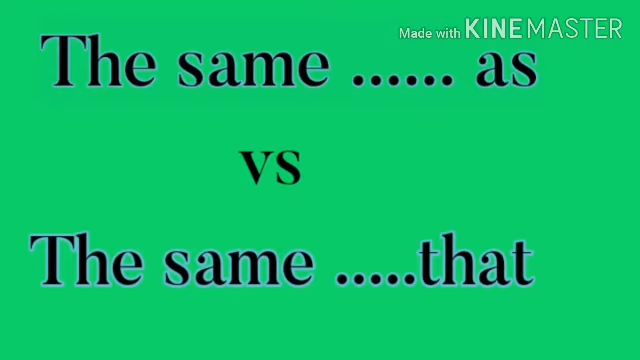 Made with KINEMASTER
The same ...... as
vs
The same .....that